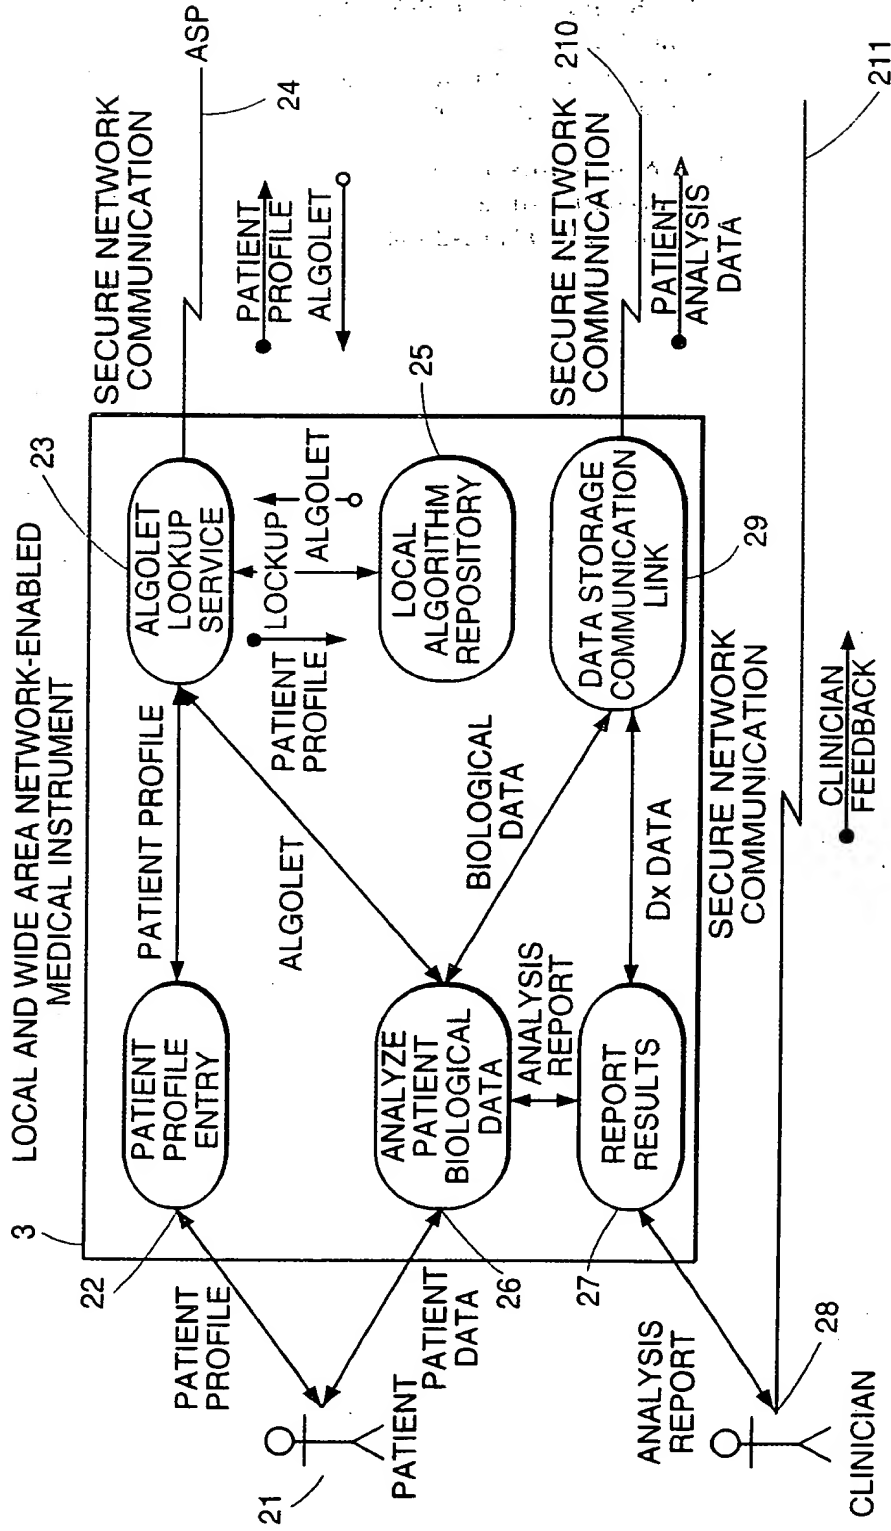 LOCAL AND WIDE AREA NETWORK-ENABLED
MEDICAL INSTRUMENT
3
22
PATIENT
PROFILE
21
PATIENT
PATIENT
DATA
26
27
ANALYSIS
REPORT
28
CLINICIAN
PATIENT
PROFILE
ENTRY
PATIENT PROFILE
ALGOLET
ANALYZE
PATIENT
BIOLOGICAL
DATA
ANALYSIS
REPORT
REPORT
RESULTS
BIOLOGICAL
DATA
Dx DATA
23
ALGOLET
LOOKUP
SERVICE
PATIENT
PROFILE
LOCKUP
ALGOLET
25
LOCAL
ALGORITHM
REPOSITORY
DATA STORAGE
COMMUNICATION
LINK
29
SECURE NETWORK
COMMUNICATION
ASP
24
PATIENT
PROFILE
ALGOLET
SECURE NETWORK
COMMUNICATION
210
PATIENT
ANALYSIS
DATA
SECURE NETWORK
COMMUNICATION
CLINICIAN
FEEDBACK
211